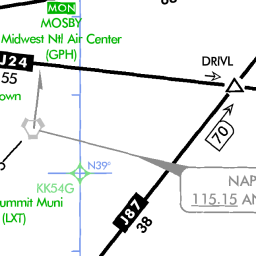 MON
MOSBY
Midwest Ntl Air Center
(GPH)
J24
55
DRIVL
own
70
N39°
KK54G
NAP
115.15 AN
ummit Muni
(LXT)
J87
38